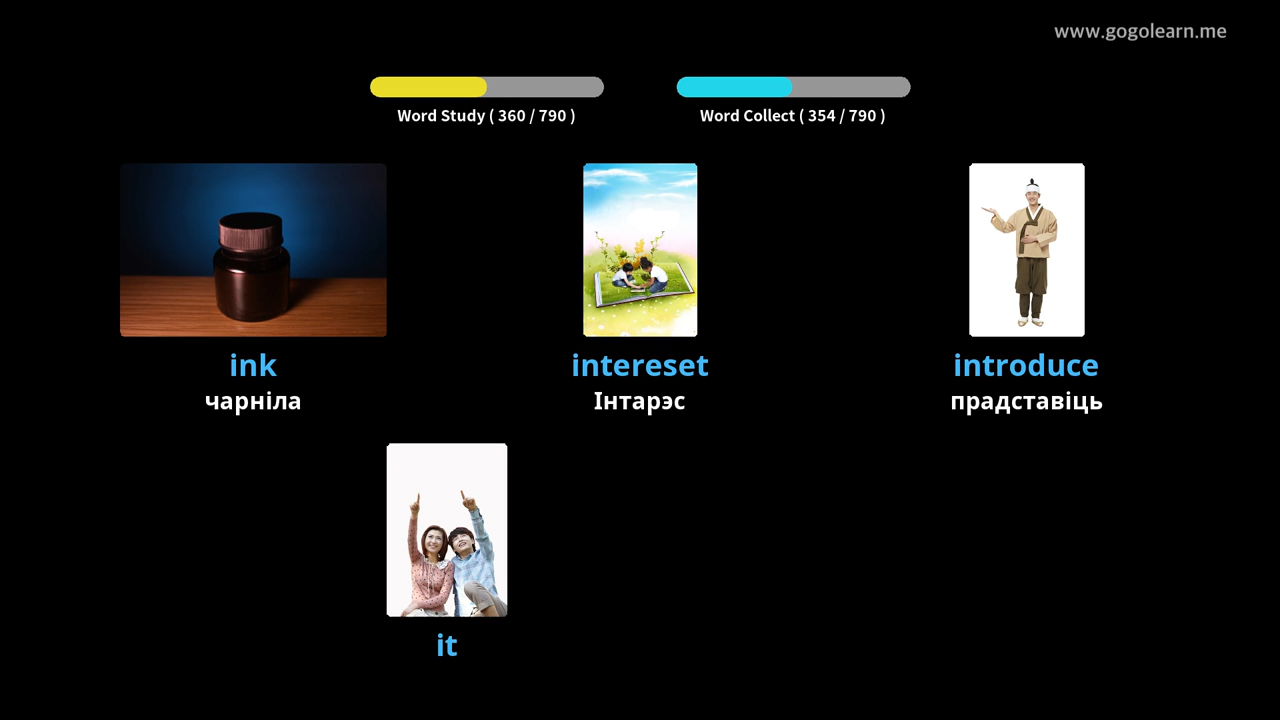 www.gogolearn.me
Word Study ( 360 / 790 )
Word Collect ( 354 / 790 )
ink
чарніла
intereset
Інтарэс
introduce
прадставіць
it